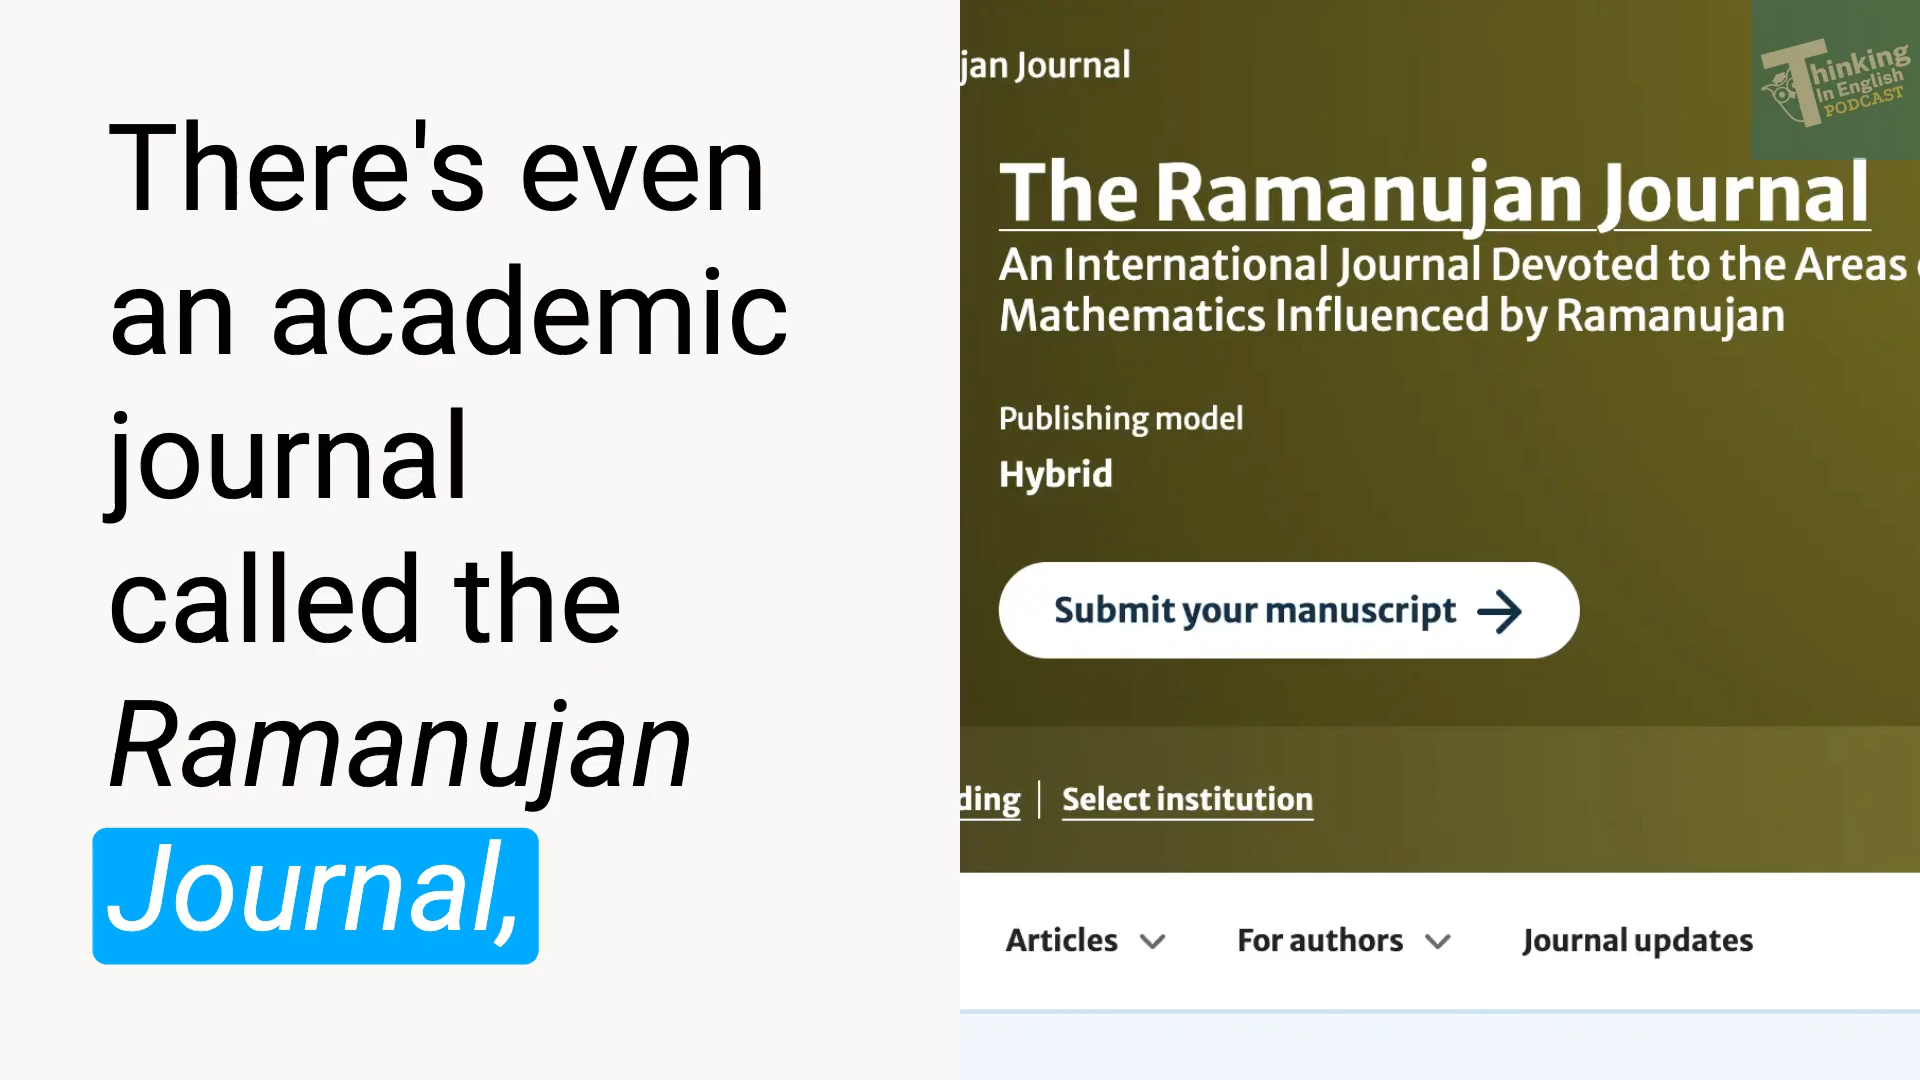 There's even
an academic
journal
called the
Ramanujan
Journal,
jan Journal
Thinking
In English
PODCAST
The Ramanujan Journal
An International Journal Devoted to the Areas
Mathematics Influenced by Ramanujan
Publishing model
Hybrid
Submit your manuscript
ding
Select institution
Articles
For authors
Journal updates